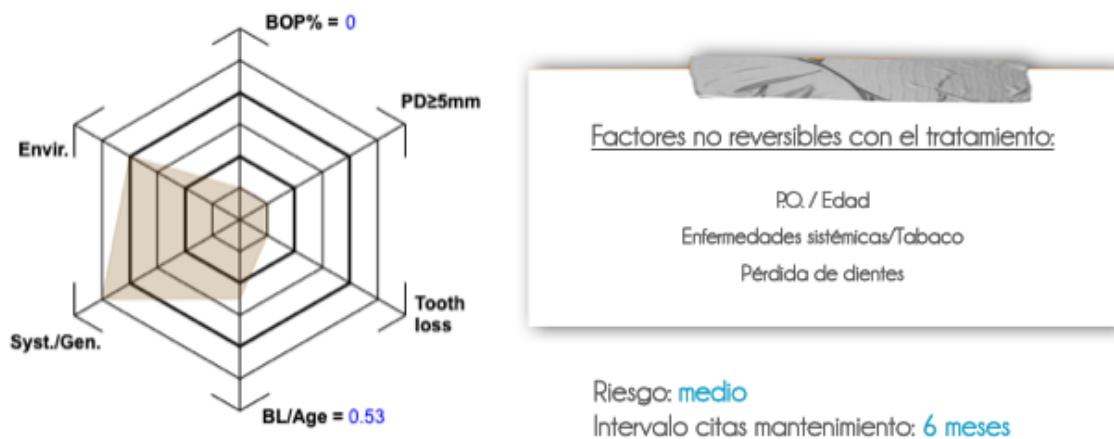 BOP% = 0
PD≥5mm
Envir.
Tooth
loss
Syst./Gen.
BL/Age = 0.53
Factores no reversibles con el tratamiento:
P.O. / Edad
Enfermedades sistémicas/Tabaco
Pérdida de dientes
Riesgo: medio
Intervalo citas mantenimiento: 6 meses